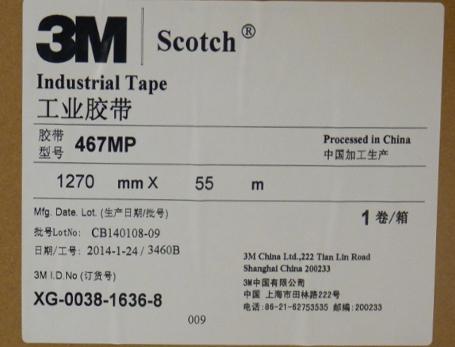 3M Scotch®
Industrial Tape
工业胶带
胶带
型号 467MP
Processed in China
中国加工生产
1270 mm X 55 m
Mfg. Date. Lot. (生产日期/批号)
批号LotNo: CB140108-09
日期/工号: 2014-1-24 / 3460B
1 卷/箱
3M I.D.No (订货号)
XG-0038-1636-8
3M China Ltd.,222 Tian Lin Road
Shanghai China 200233
3M中国有限公司
中国 上海市田林路222号
电话:86-21-62753535 邮编:200233
009